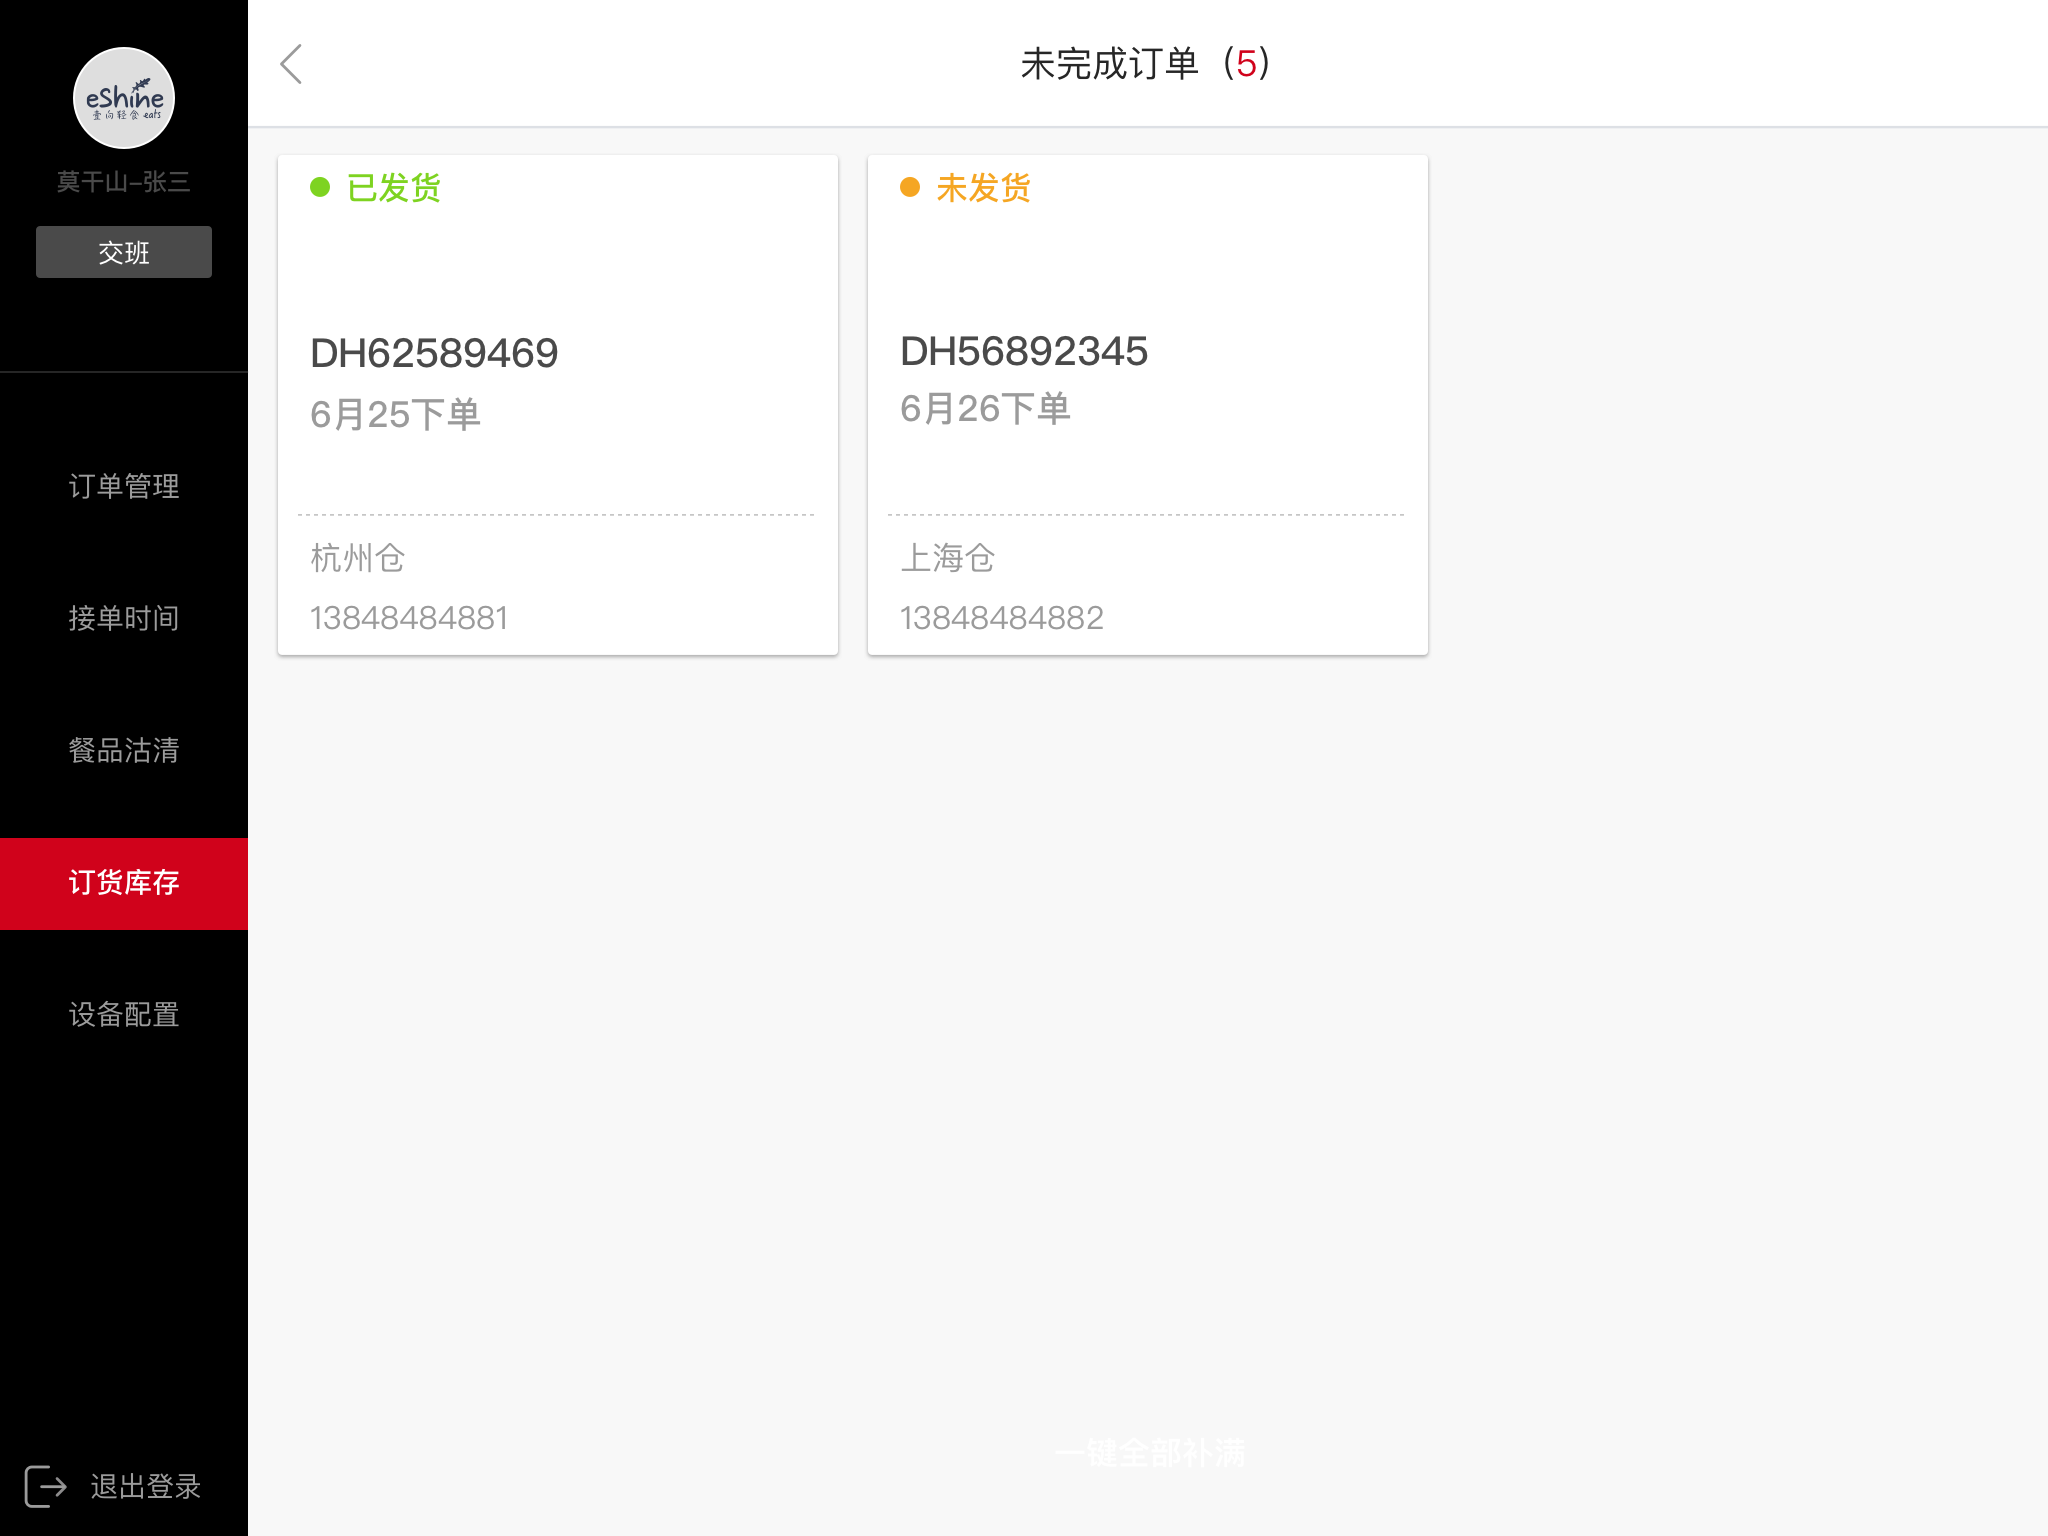 eShine
壹向轻食 eats
莫干山-张三
交班
订单管理
接单时间
餐品沽清
订货库存
设备配置
退出登录
未完成订单（5）
已发货
DH62589469
6月25下单
杭州仓
13848484881
未发货
DH56892345
6月26下单
上海仓
13848484882
一键全部补满